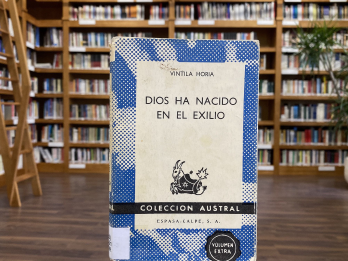 VINTILA HORIA
DIOS HA NACIDO
EN EL EXILIO
COLECCION AUSTRAL
ESPASA-CALPE, S. A.
VOLUMEN
EXTRA